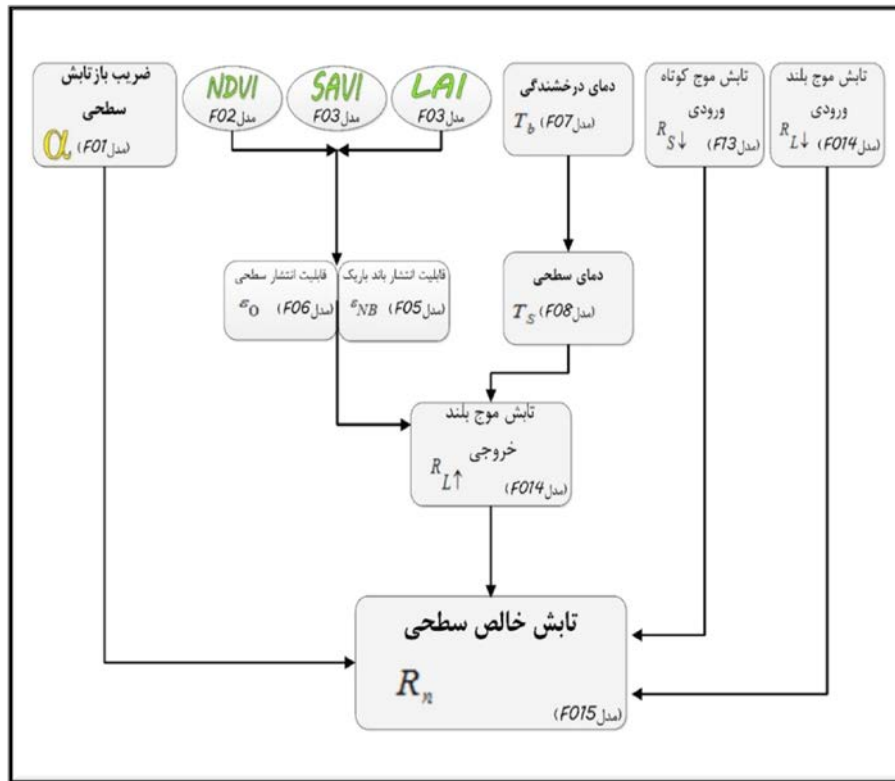 ضریب بازتابش
سطحی
α (مدل F01)
NDVI
مدل F02
SAVI
مدل F03
LAI
مدل F03
دمای درخشندگی
T_b (مدل F07)
تابش موج کوتاه
ورودی
R_S↓ (مدل F13)
تابش موج بلند
ورودی
R_L↓ (مدل F014)
قابلیت انتشار سطحی
ε_0 (مدل F06)
قابلیت انتشار باند باریک
ε_NB (مدل F05)
دمای سطحی
T_s (مدل F08)
تابش موج بلند
خروجی
R_L↑
(مدل F014)
تابش خالص سطحی
R_n
(مدل F015)